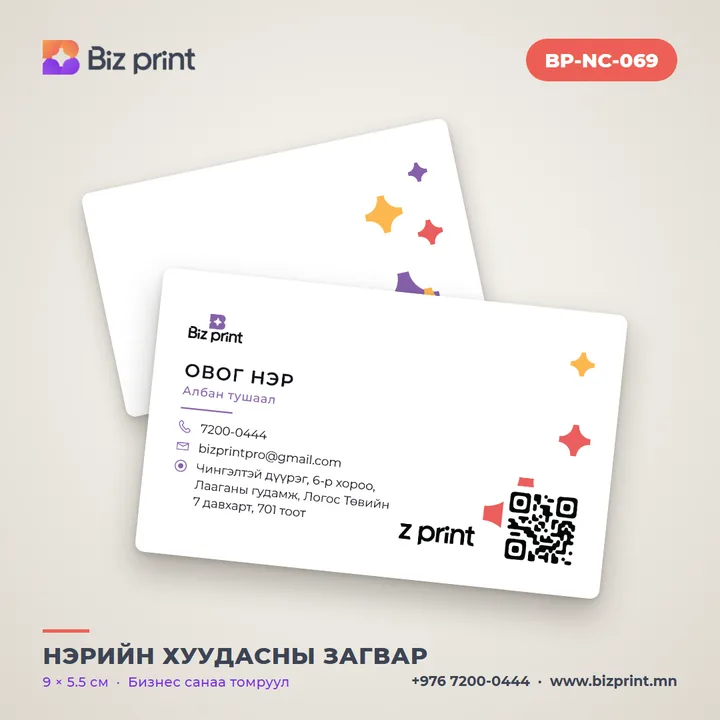 Biz print
BP-NC-069
Biz print
ОВОГ НЭР
Албан тушаал
7200-0444
bizprintpro@gmail.com
Чингэлтэй дүүрэг, 6-р хороо,
Лааганы гудамж, Логос Төвийн
7 давхарт, 701 тоот
z print
НЭРИЙН ХУУДАСНЫ ЗАГВАР
9 × 5.5 см · Бизнес санаа томруул
+976 7200-0444 · www.bizprint.mn